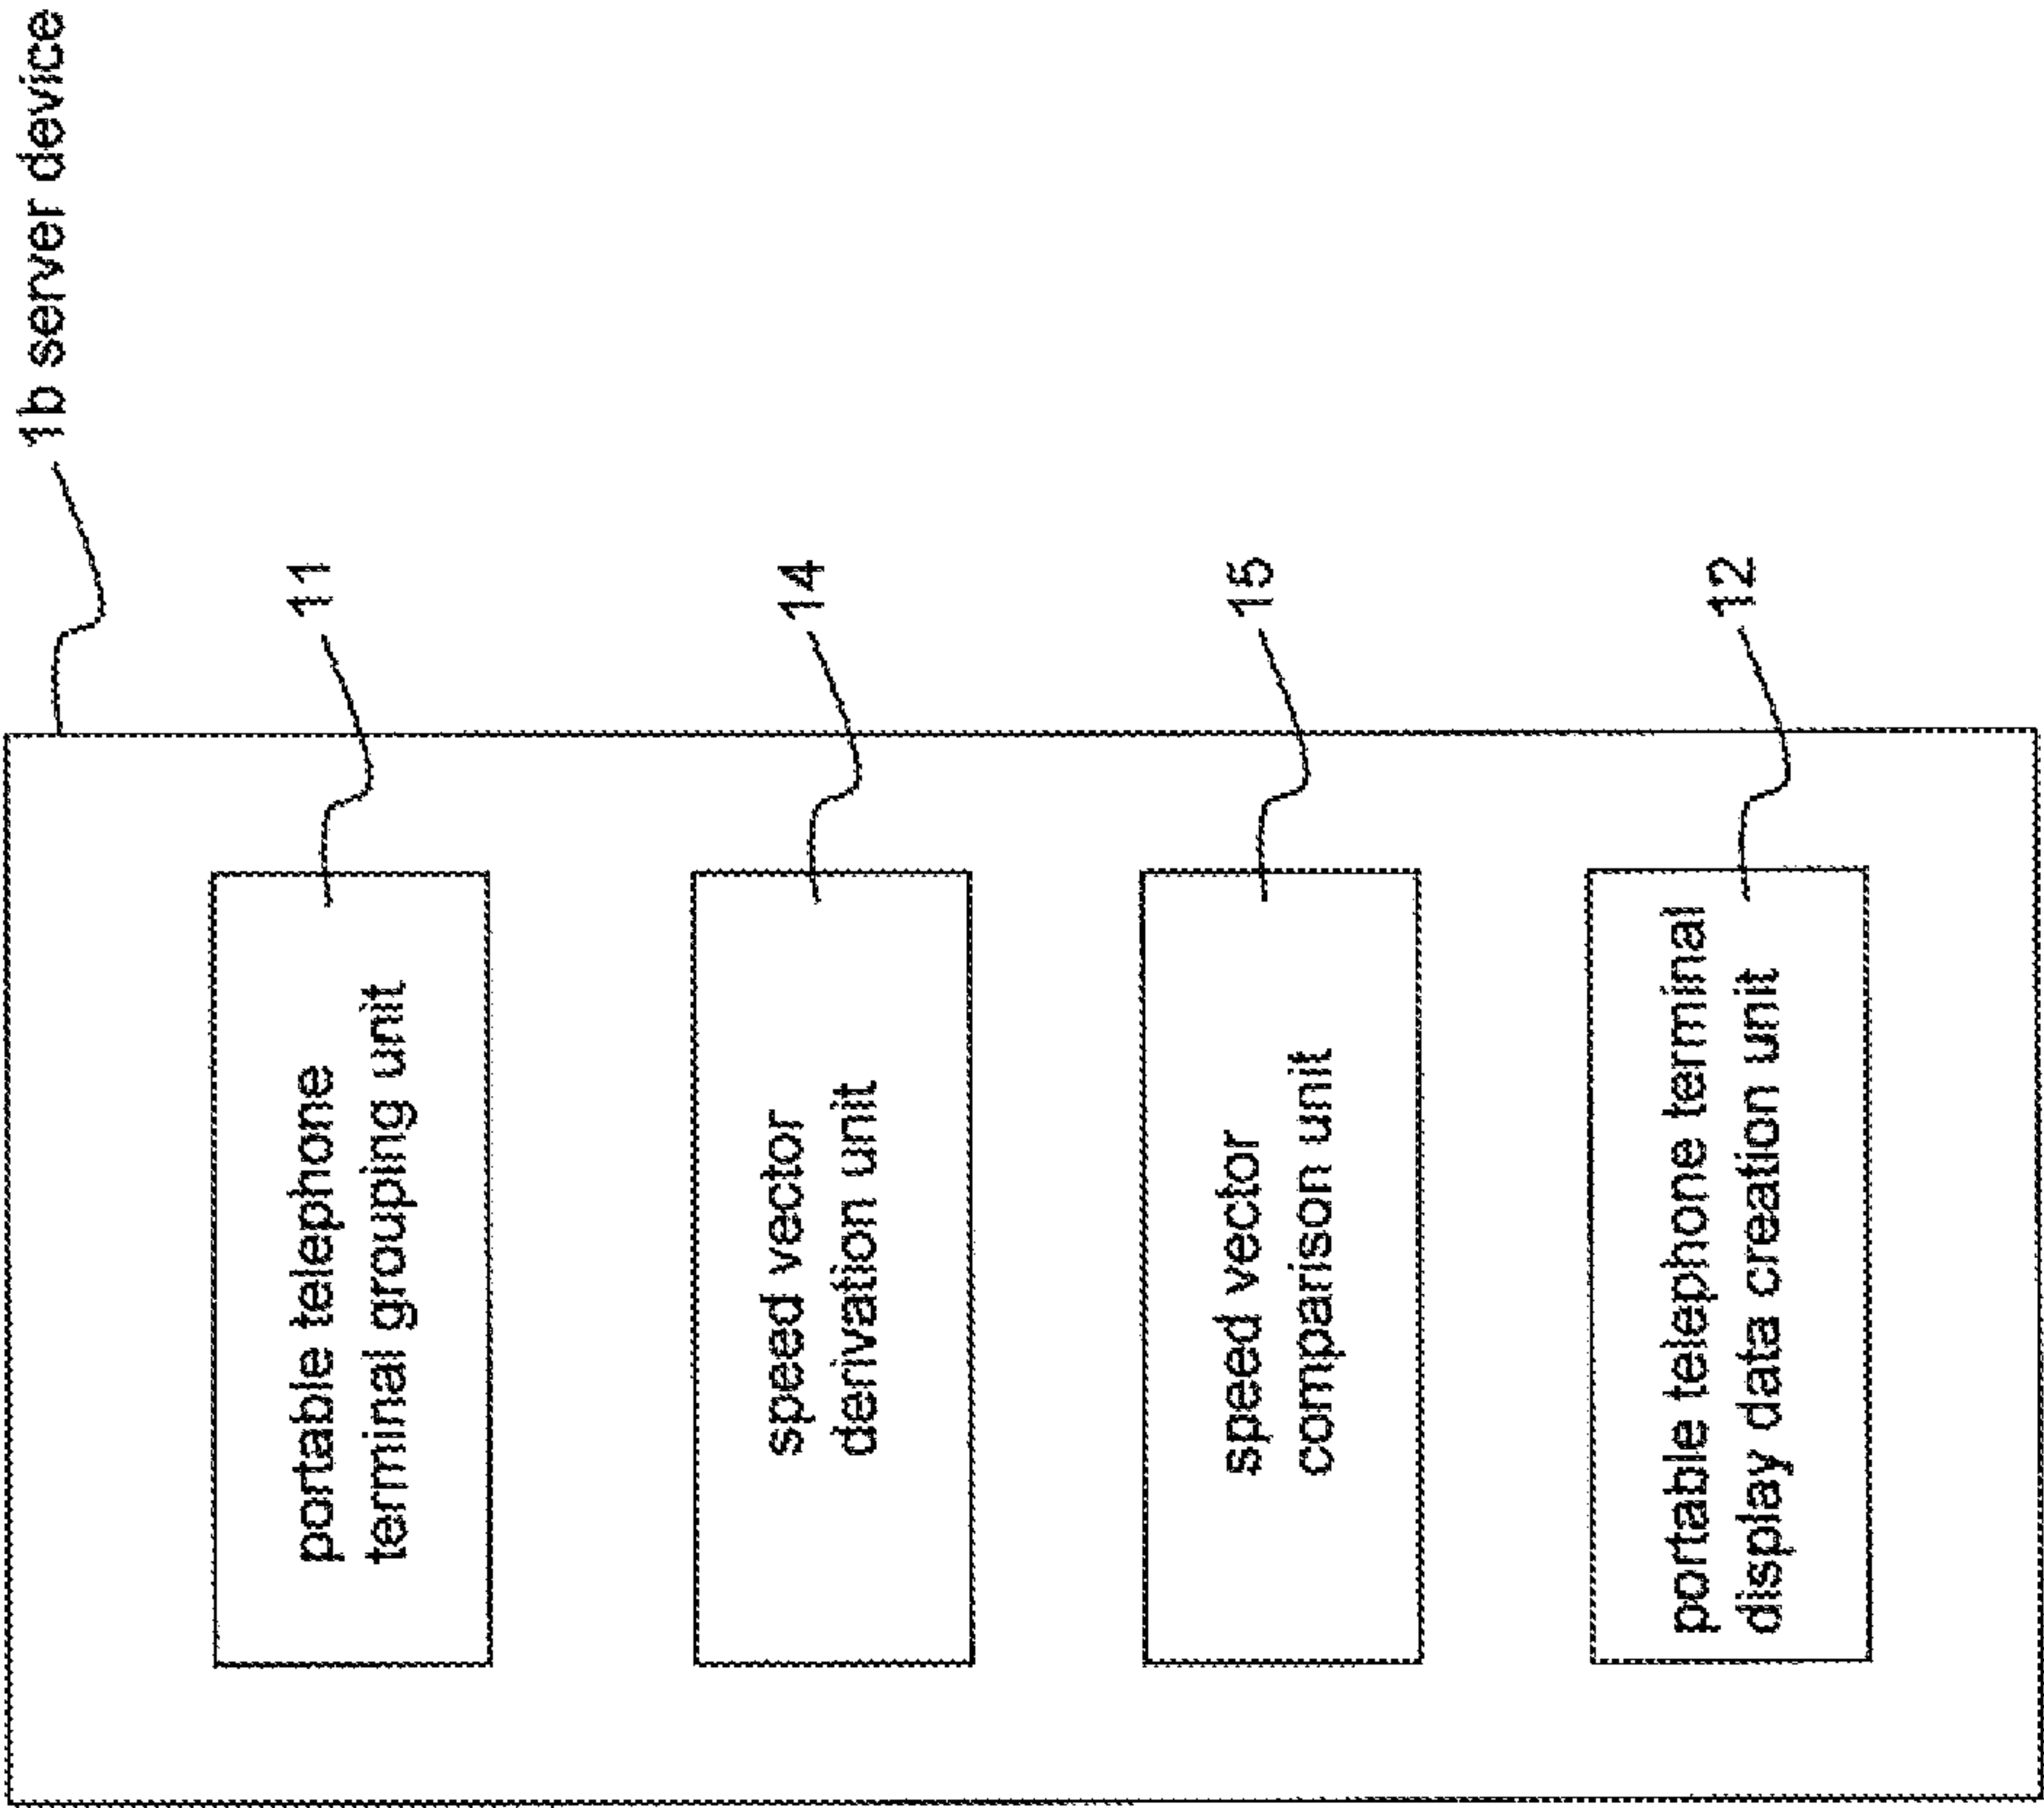 1b server device
portable telephone
terminal grouping unit
11
speed vector
derivation unit
14
speed vector
comparison unit
15
portable telephone terminal
display data creation unit
12